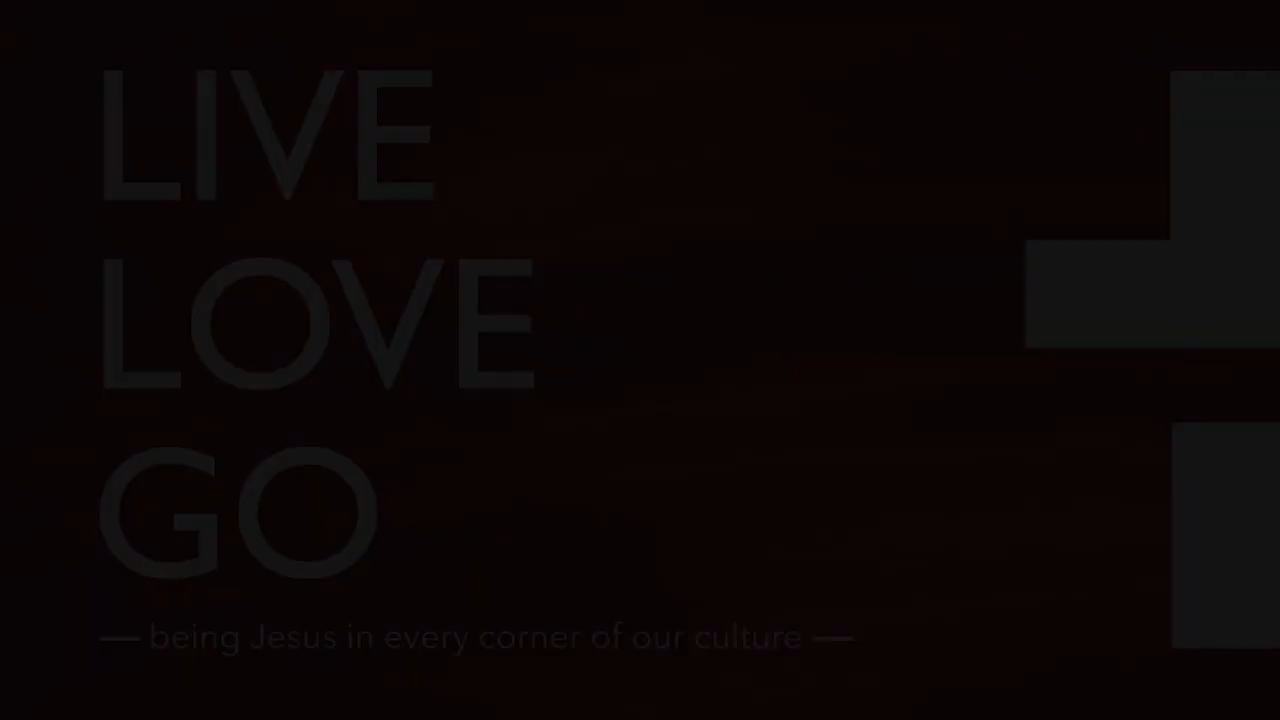 LIVE
LOVE
GO
— being Jesus in every corner of our culture —